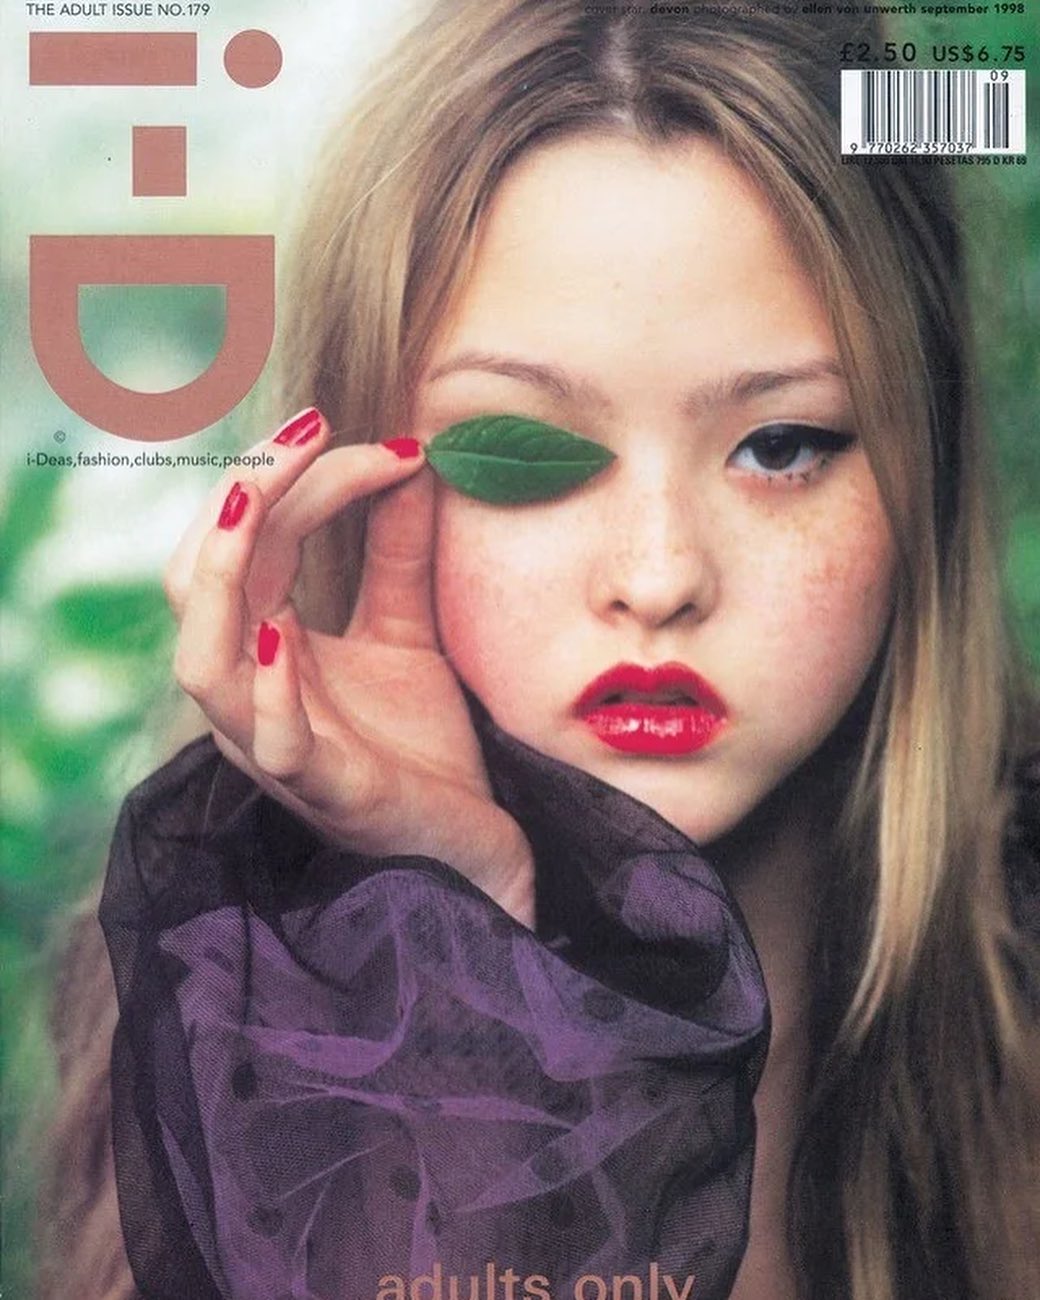 THE ADULT ISSUE NO.179
cover star. devon photographed by ellen von unwerth september 1998
£2.50 US$6.75
09
9 770262 357037
i-D
©
i-Deas,fashion,clubs,music,people
adults only